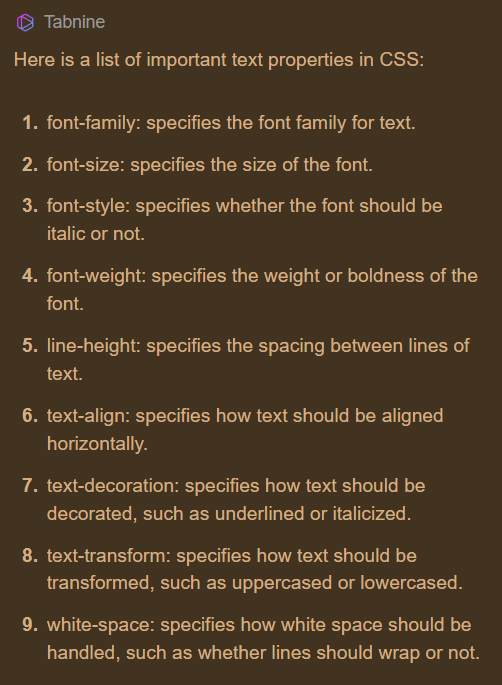 Tabnine
Here is a list of important text properties in CSS:
1. font-family: specifies the font family for text.
2. font-size: specifies the size of the font.
3. font-style: specifies whether the font should be
italic or not.
4. font-weight: specifies the weight or boldness of the
font.
5. line-height: specifies the spacing between lines of
text.
6. text-align: specifies how text should be aligned
horizontally.
7. text-decoration: specifies how text should be
decorated, such as underlined or italicized.
8. text-transform: specifies how text should be
transformed, such as uppercased or lowercased.
9. white-space: specifies how white space should be
handled, such as whether lines should wrap or not.